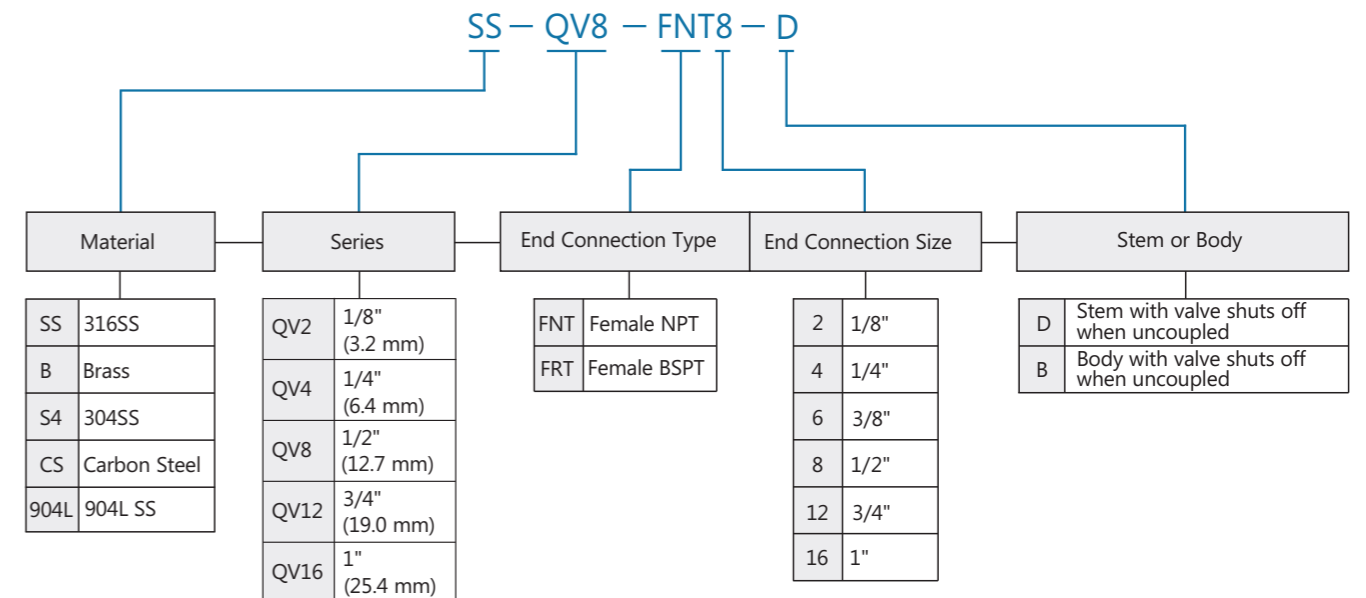 SS — QV8 — FNT8 — D
Material
SS 316SS
B Brass
S4 304SS
CS Carbon Steel
904L 904L SS
Series
QV2 1/8"
(3.2 mm)
QV4 1/4"
(6.4 mm)
QV8 1/2"
(12.7 mm)
QV12 3/4"
(19.0 mm)
QV16 1"
(25.4 mm)
End Connection Type
FNT Female NPT
FRT Female BSPT
End Connection Size
2 1/8"
4 1/4"
6 3/8"
8 1/2"
12 3/4"
16 1"
Stem or Body
D Stem with valve shuts off
when uncoupled
B Body with valve shuts off
when uncoupled